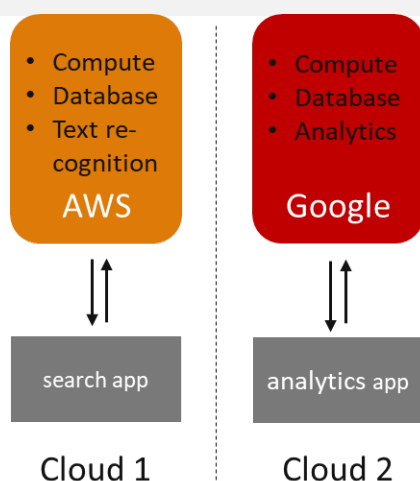 • Compute
• Database
• Text re-
cognition
AWS
search app
Cloud 1
• Compute
• Database
• Analytics
Google
analytics app
Cloud 2